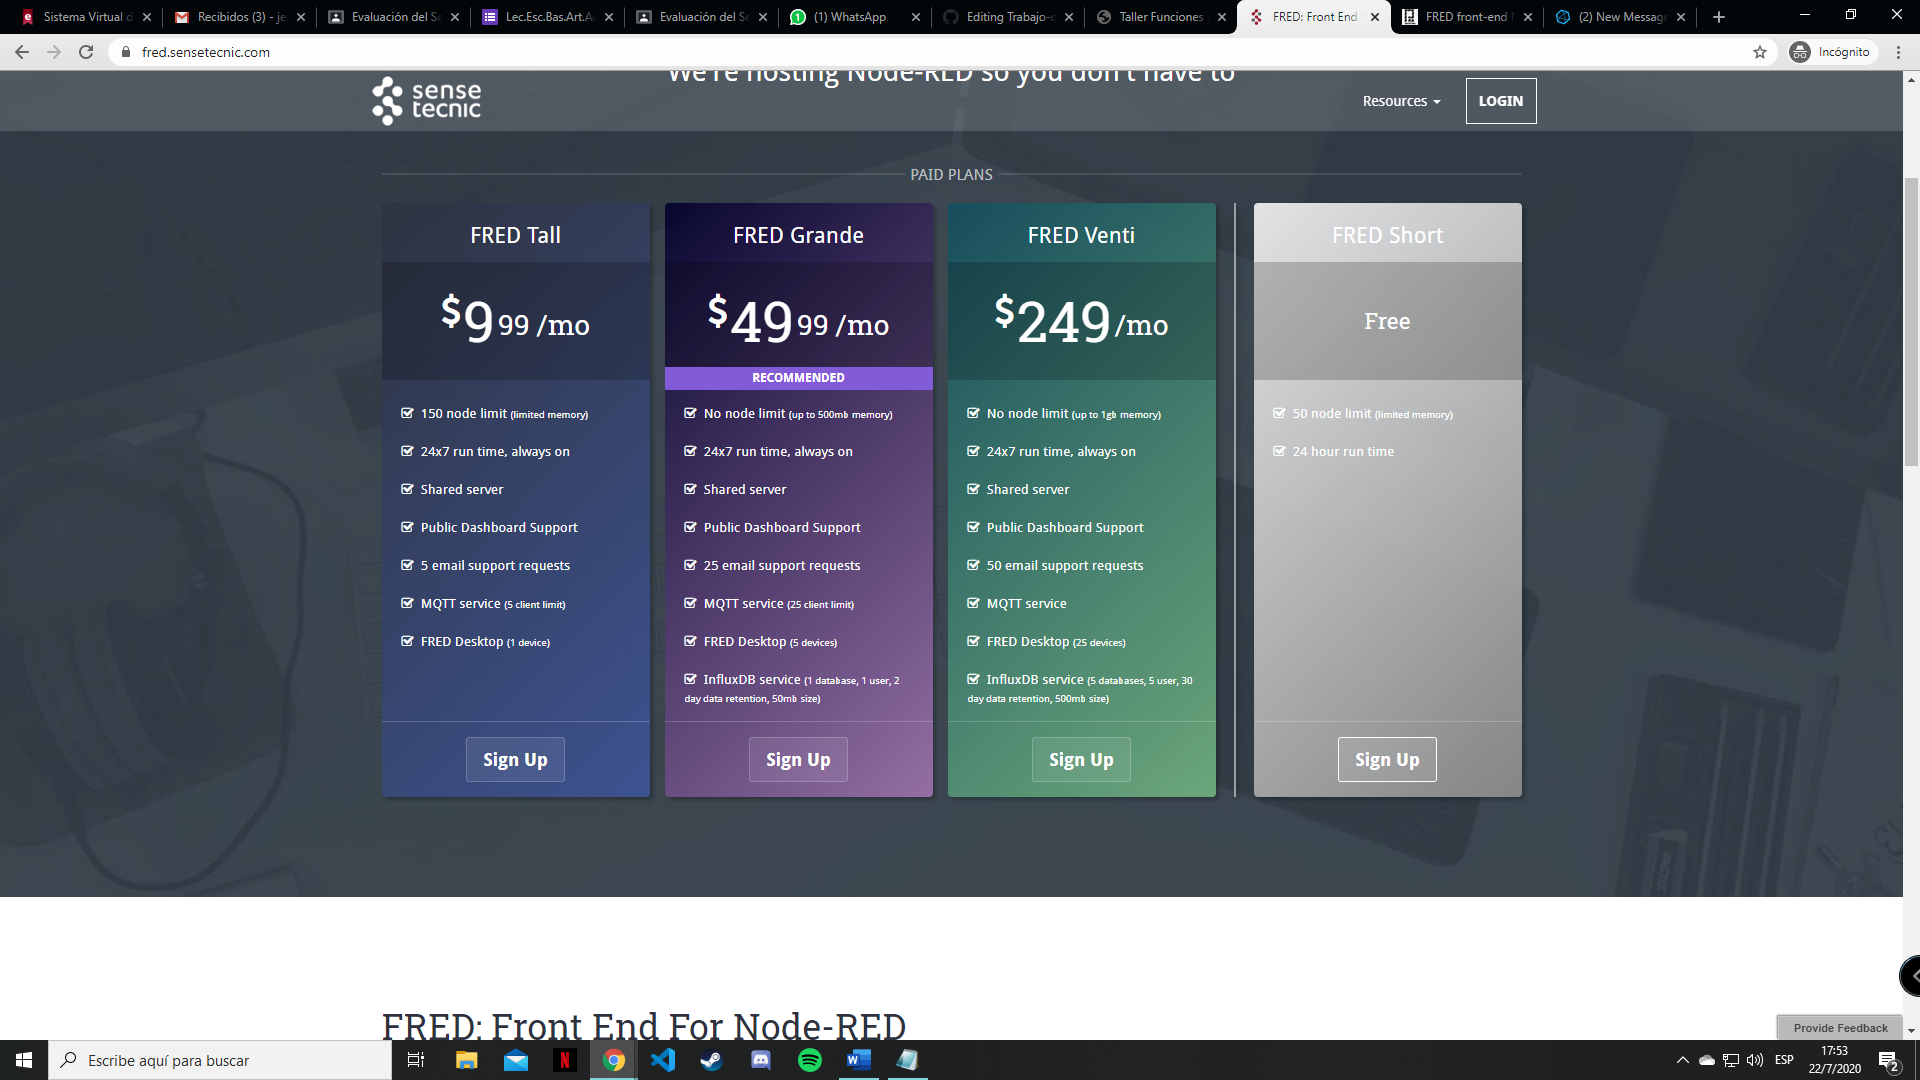 Sistema Virtual d
Recibidos (3) - je
Evaluación del Se
Lec.Esc.Bas.Art.Ad
Evaluación del Se
(1) WhatsApp
Editing Trabajo-c
Taller Funciones
FRED: Front End
FRED front-end
(2) New Message
fred.sensetecnic.com
Incógnito
We're hosting Node-RED so you don't have to
sense
tecnic
Resources
LOGIN
PAID PLANS
FRED Tall
$9 99 /mo
150 node limit (limited memory)
24x7 run time, always on
Shared server
Public Dashboard Support
5 email support requests
MQTT service (5 client limit)
FRED Desktop (1 device)
Sign Up
FRED Grande
$49 99 /mo
RECOMMENDED
No node limit (up to 500mb memory)
24x7 run time, always on
Shared server
Public Dashboard Support
25 email support requests
MQTT service (25 client limit)
FRED Desktop (5 devices)
InfluxDB service (1 database, 1 user, 2
day data retention, 50mb size)
Sign Up
FRED Venti
$249/mo
No node limit (up to 1gb memory)
24x7 run time, always on
Shared server
Public Dashboard Support
50 email support requests
MQTT service
FRED Desktop (25 devices)
InfluxDB service (5 databases, 5 user, 30
day data retention, 500mb size)
Sign Up
FRED Short
Free
50 node limit (limited memory)
24 hour run time
Sign Up
FRED: Front End For Node-RED
Provide Feedback
Escribe aquí para buscar
ESP
17:53
22/7/2020
2